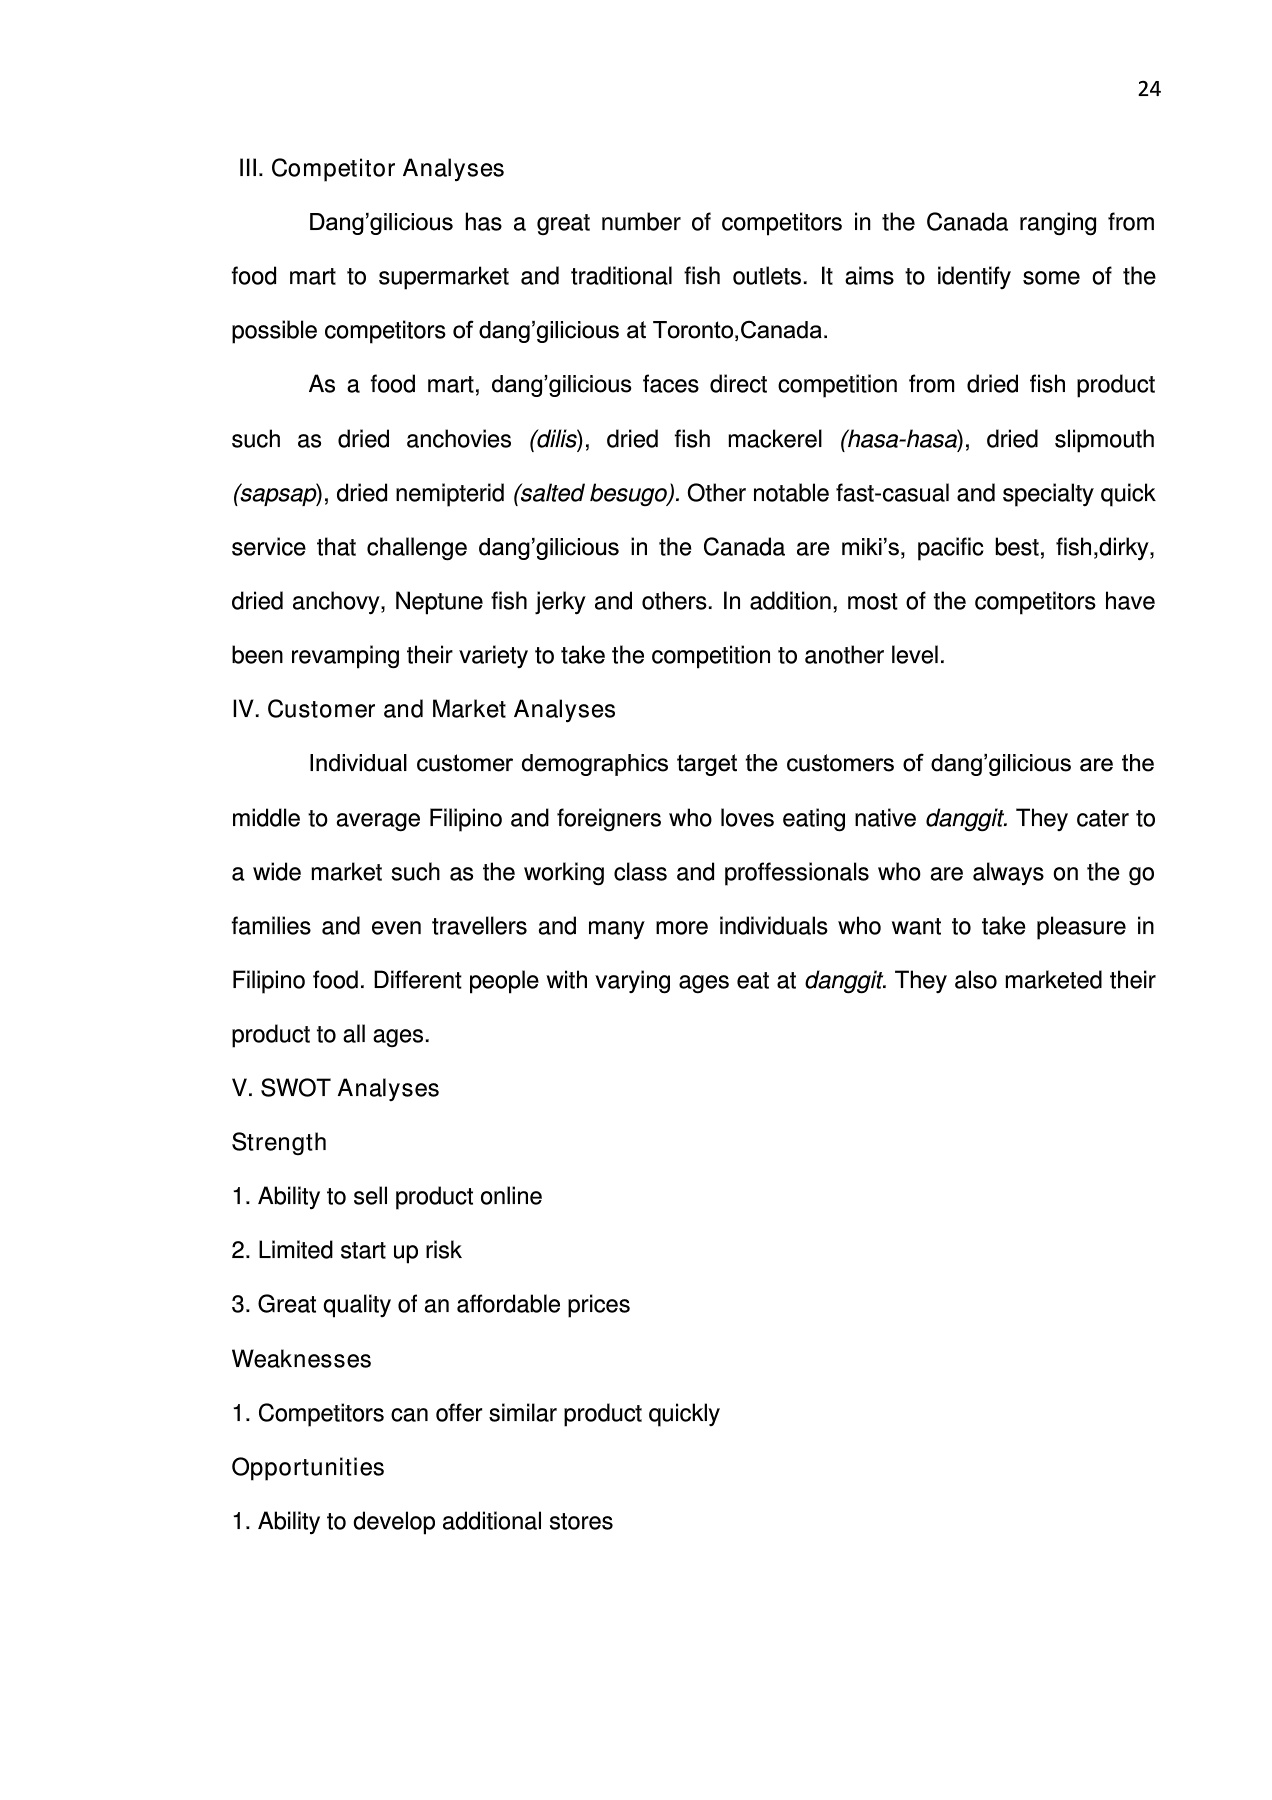 24
III. Competitor Analyses
Dang’gilicious has a great number of competitors in the Canada ranging from
food mart to supermarket and traditional fish outlets. It aims to identify some of the
possible competitors of dang’gilicious at Toronto,Canada.
As a food mart, dang’gilicious faces direct competition from dried fish product
such as dried anchovies (dilis), dried fish mackerel (hasa-hasa), dried slipmouth
(sapsap), dried nemipterid (salted besugo). Other notable fast-casual and specialty quick
service that challenge dang’gilicious in the Canada are miki’s, pacific best, fish,dirky,
dried anchovy, Neptune fish jerky and others. In addition, most of the competitors have
been revamping their variety to take the competition to another level.
IV. Customer and Market Analyses
Individual customer demographics target the customers of dang’gilicious are the
middle to average Filipino and foreigners who loves eating native danggit. They cater to
a wide market such as the working class and proffessionals who are always on the go
families and even travellers and many more individuals who want to take pleasure in
Filipino food. Different people with varying ages eat at danggit. They also marketed their
product to all ages.
V. SWOT Analyses
Strength
1. Ability to sell product online
2. Limited start up risk
3. Great quality of an affordable prices
Weaknesses
1. Competitors can offer similar product quickly
Opportunities
1. Ability to develop additional stores